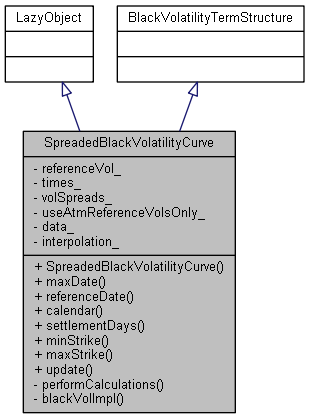 LazyObject
BlackVolatilityTermStructure
SpreadedBlackVolatilityCurve
- referenceVol_
- times_
- volSpreads_
- useAtmReferenceVolsOnly_
- data_
- interpolation_
+ SpreadedBlackVolatilityCurve()
+ maxDate()
+ referenceDate()
+ calendar()
+ settlementDays()
+ minStrike()
+ maxStrike()
+ update()
- performCalculations()
- blackVolImpl()